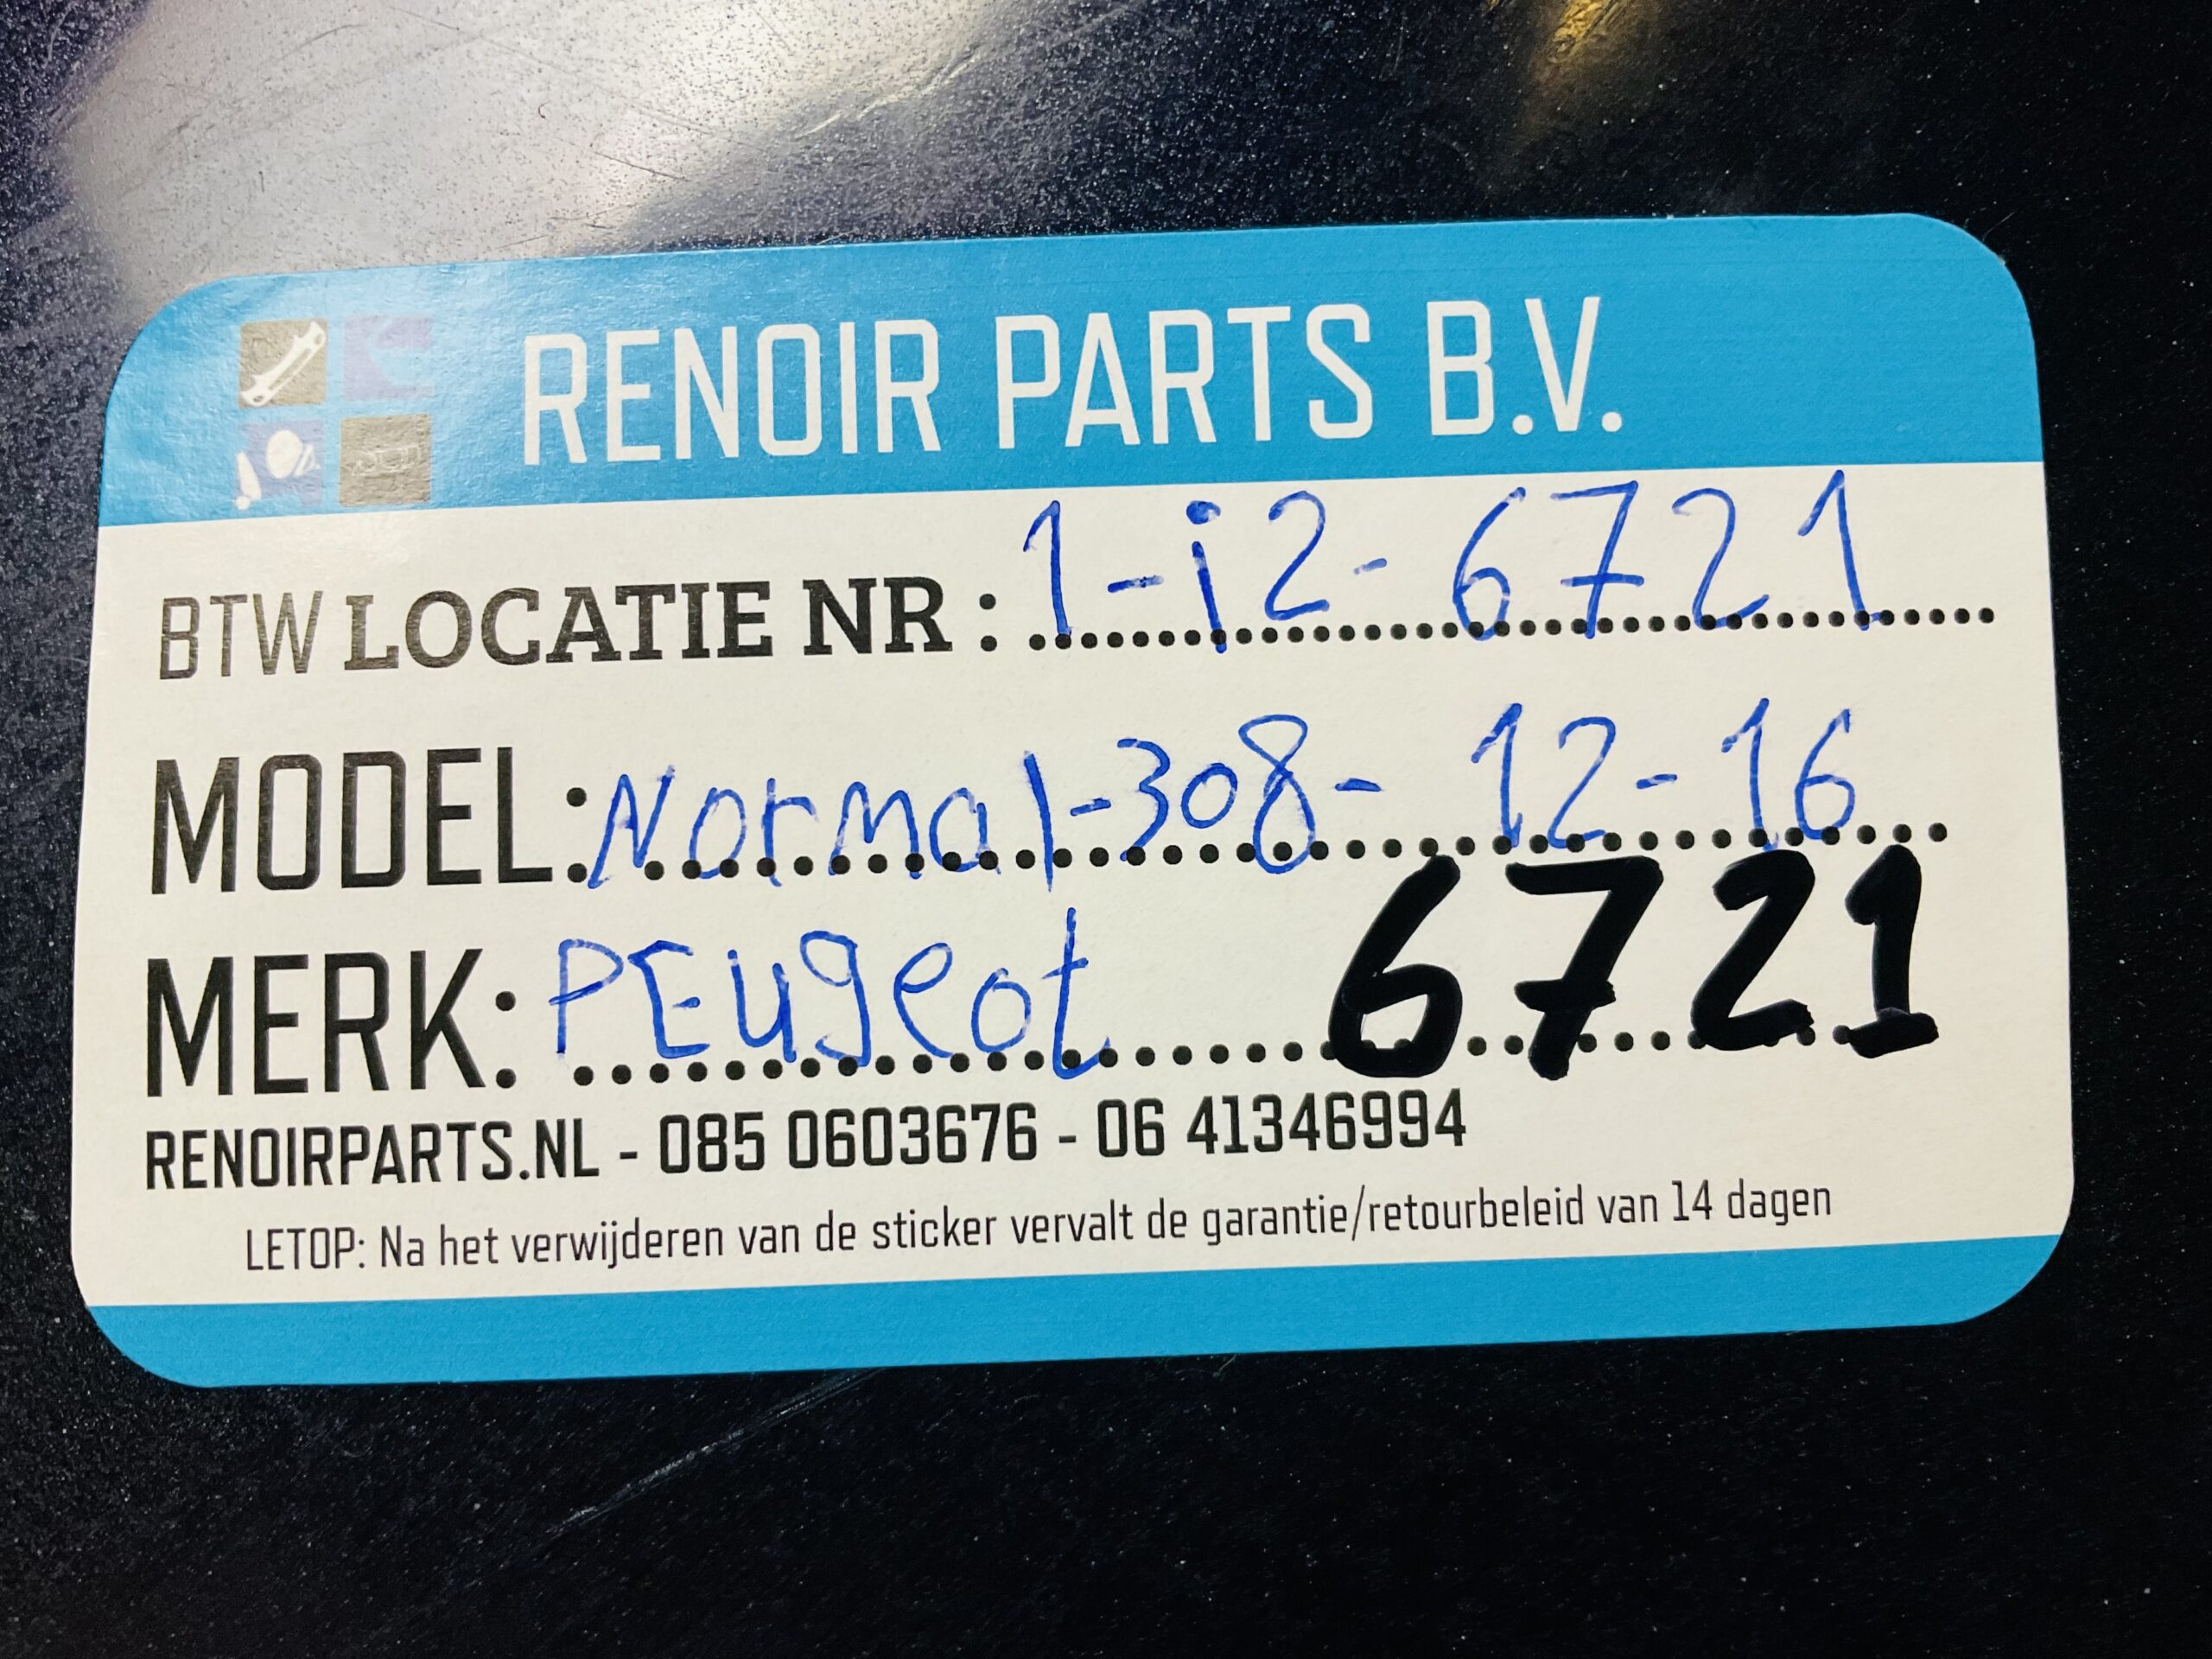 RENOIR PARTS B.V.
BTW LOCATIE NR : 1-i2-6721
MODEL: Normal-308-12-16
MERK: PEugeot 6721
RENOIRPARTS.NL - 085 0603676 - 06 41346994
LETOP: Na het verwijderen van de sticker vervalt de garantie/retourbeleid van 14 dagen